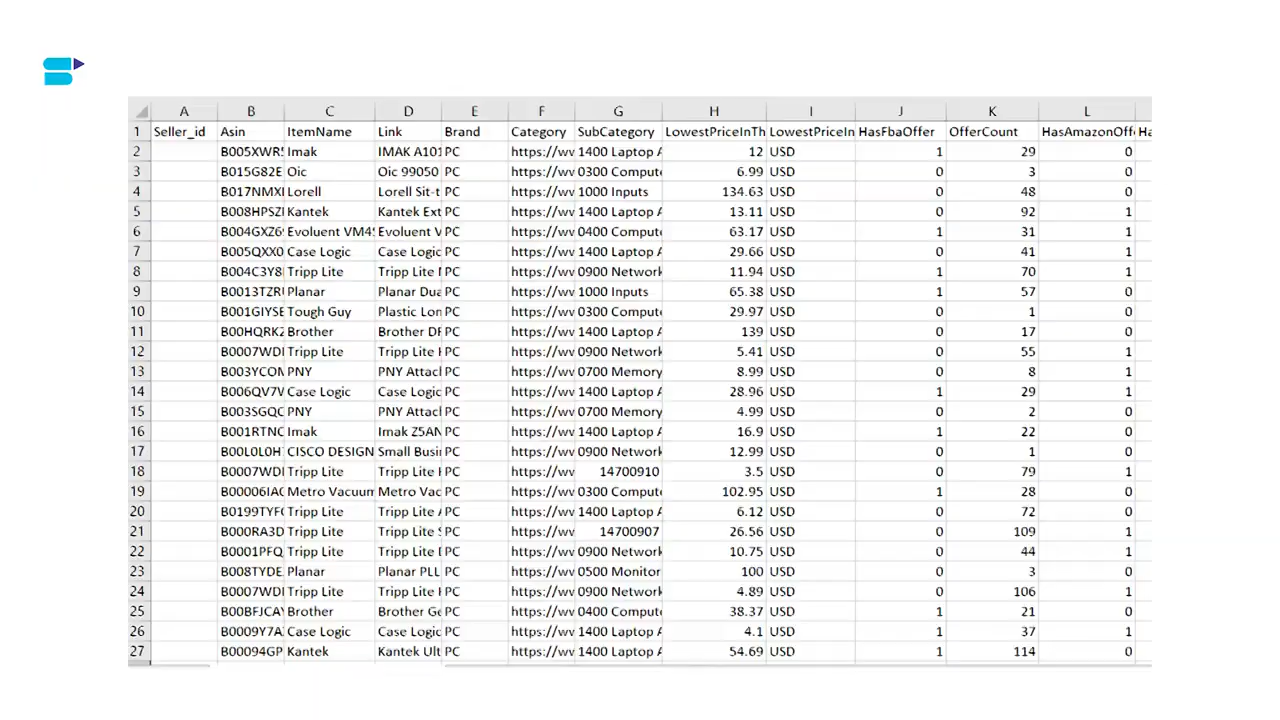 A B C D E F G H I J K L
1 Seller_id Asin ItemName Link Brand Category SubCategory LowestPriceInTh LowestPriceIn HasFbaOffer OfferCount HasAmazonOffe Ha
2 B005XWR5 Imak IMAK A101 PC https://wv 1400 Laptop A 12 USD 1 29 0
3 B015G82E Oic Oic 99050 PC https://wv 0300 Compute 6.99 USD 0 3 0
4 B017NMXI Lorell Lorell Sit-t PC https://wv 1000 Inputs 134.63 USD 0 48 0
5 B008HPSZI Kantek Kantek Ext PC https://wv 1400 Laptop A 13.11 USD 0 92 1
6 B004GXZ6 Evoluent VM4S Evoluent V PC https://wv 0400 Compute 63.17 USD 1 31 1
7 B005QXX0 Case Logic Case Logic PC https://wv 1400 Laptop A 29.66 USD 0 41 1
8 B004C3Y8 Tripp Lite Tripp Lite PC https://wv 0900 Network 11.94 USD 1 70 1
9 B0013TZR Planar Planar Dua PC https://wv 1000 Inputs 65.38 USD 1 57 0
10 B001GIYSE Tough Guy Plastic Lon PC https://wv 0300 Compute 29.97 USD 0 1 0
11 B00HQRKZ Brother Brother DF PC https://wv 1400 Laptop A 139 USD 0 17 0
12 B0007WDI Tripp Lite Tripp Lite PC https://wv 0900 Network 5.41 USD 0 55 1
13 B003YCOM PNY PNY Attac PC https://wv 0700 Memory 8.99 USD 0 8 1
14 B006QV7V Case Logic Case Logic PC https://wv 1400 Laptop A 28.96 USD 1 29 1
15 B003SGQC PNY PNY Attac PC https://wv 0700 Memory 4.99 USD 0 2 0
16 B001RTNC Imak Imak Z5AN PC https://wv 1400 Laptop A 16.9 USD 1 22 0
17 B00L0L0H CISCO DESIGN Small Busi PC https://wv 0900 Network 12.99 USD 0 1 0
18 B0007WDI Tripp Lite Tripp Lite PC https://wv 14700910 3.5 USD 0 79 1
19 B00006IAC Metro Vacuum Metro Vac PC https://wv 0300 Compute 102.95 USD 1 28 0
20 B0199TYF Tripp Lite Tripp Lite PC https://wv 1400 Laptop A 6.12 USD 0 72 0
21 B000RA3D Tripp Lite Tripp Lite PC https://wv 14700907 26.56 USD 0 109 1
22 B0001PFQ Tripp Lite Tripp Lite PC https://wv 0900 Network 10.75 USD 0 44 1
23 B008TYDE Planar Planar PLL PC https://wv 0500 Monitor 100 USD 0 3 0
24 B0007WDI Tripp Lite Tripp Lite PC https://wv 0900 Network 4.89 USD 0 106 1
25 B00BFJCA Brother Brother Ge PC https://wv 0400 Compute 38.37 USD 1 21 0
26 B0009Y7A Case Logic Case Logic PC https://wv 1400 Laptop A 4.1 USD 1 37 1
27 B00094GP Kantek Kantek Ult PC https://wv 1400 Laptop A 54.69 USD 1 114 0